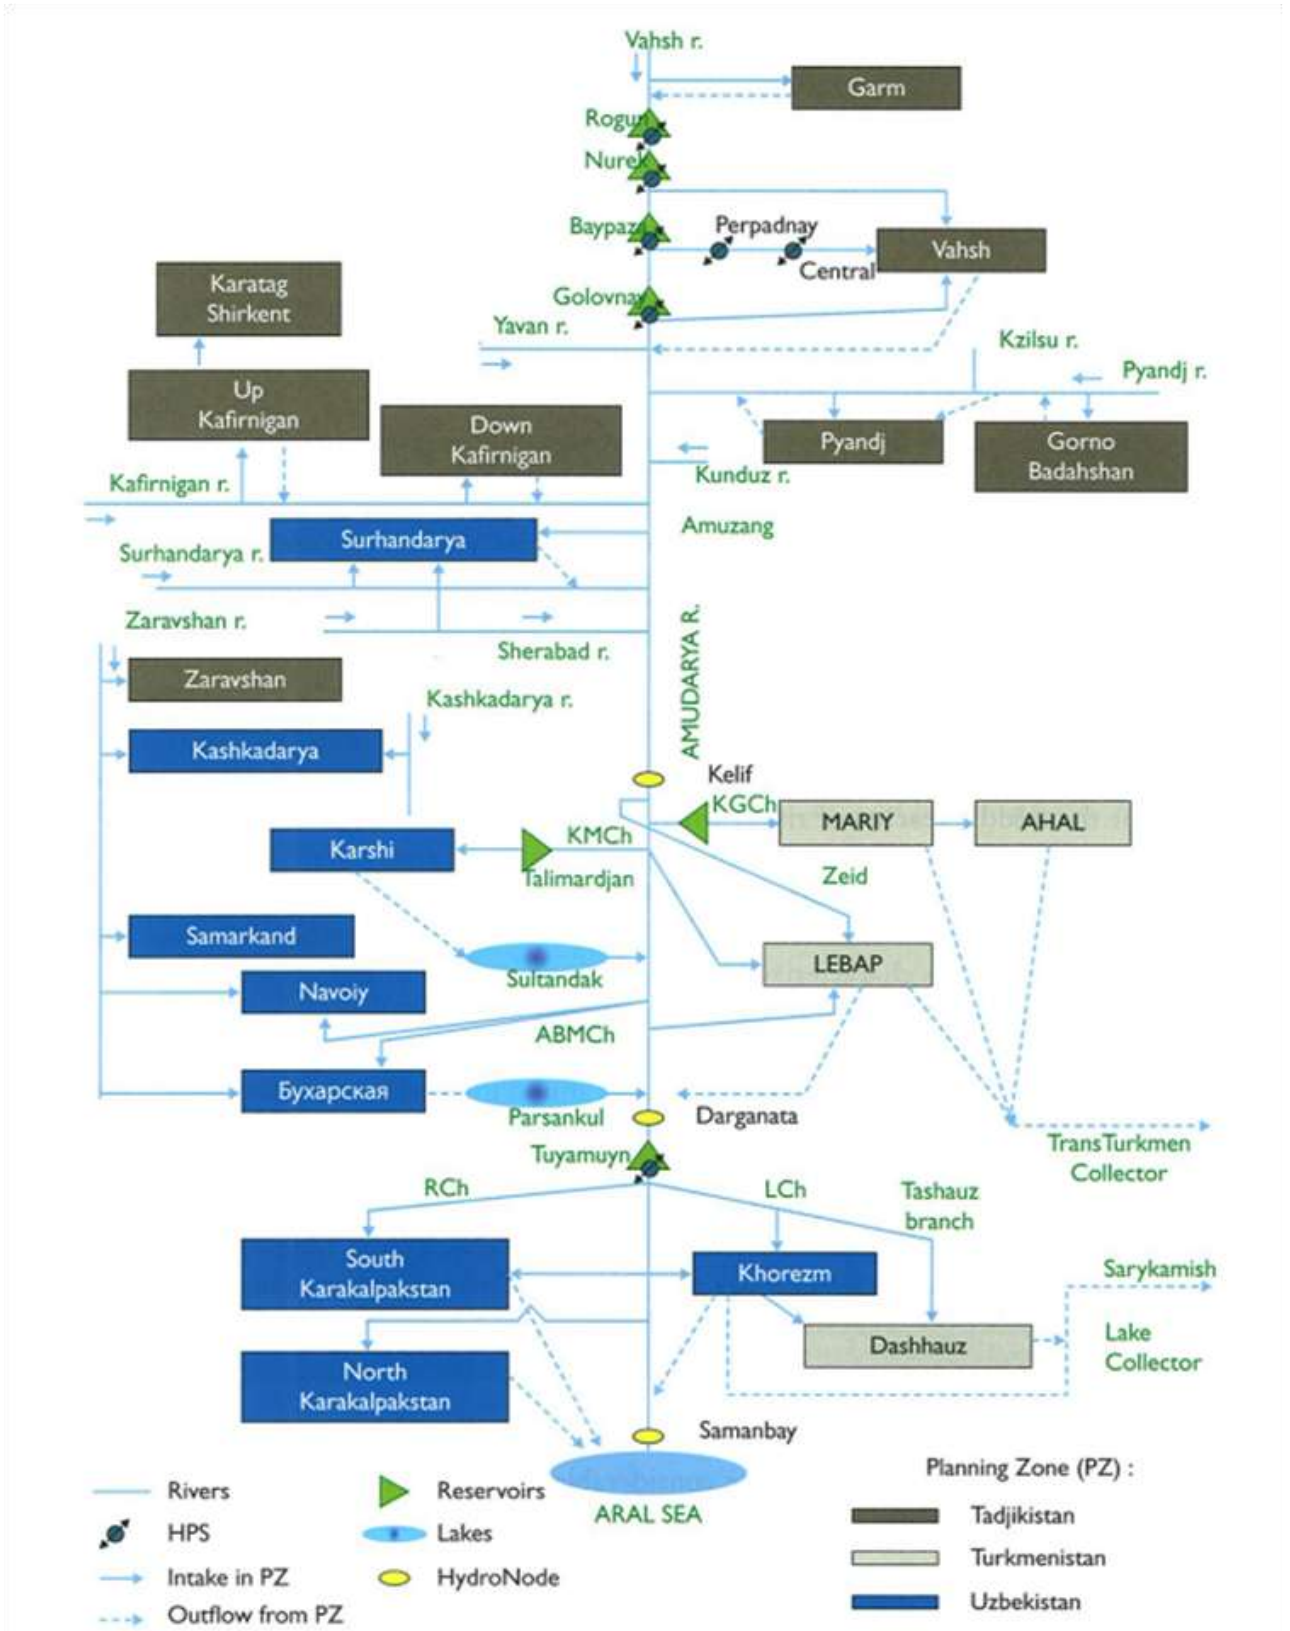 Vahsh r.
Garm
Rogun
Nurek
Baypaza
Perpadnay
Vahsh
Central
Karatag
Shirkent
Golovnay
Yavan r.
Kzilsu r.
Pyandj r.
Up
Kafirnigan
Down
Kafirnigan
Pyandj
Gorno
Badahshan
Kafirnigan r.
Kunduz r.
Amuzang
Surhandarya
Surhandarya r.
Zaravshan r.
Sherabad r.
AMUDARYA R.
Zaravshan
Kashkadarya r.
Kashkadarya
Kelif
KGCh
MARIY
AHAL
KMCh
Karshi
Talimardjan
Zeid
Samarkand
LEBAP
Sultandak
Navoiy
ABMCh
Бухарская
Parsankul
Darganata
TransTurkmen
Collector
Tuyamuyn
RCh
LCh
Tashauz
branch
South
Karakalpakstan
Khorezm
Sarykamish
Dashhauz
Lake
Collector
North
Karakalpakstan
Samanbay
ARAL SEA
Rivers
HPS
Intake in PZ
Outflow from PZ
Reservoirs
Lakes
HydroNode
Planning Zone (PZ) :
Tadjikistan
Turkmenistan
Uzbekistan